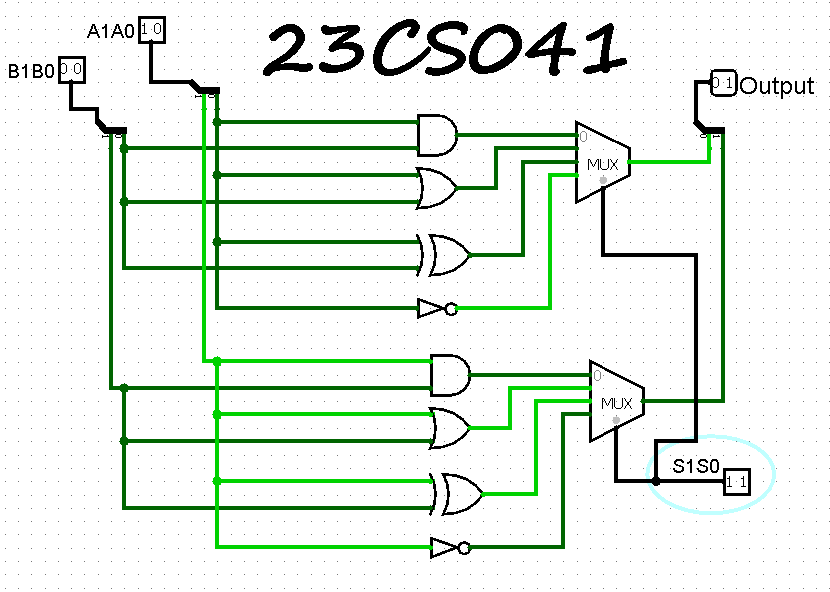 23CS041
A1A0 1 0
B1B0 0 0
0 1 Output
0
MUX
0
MUX
S1S0
1 1